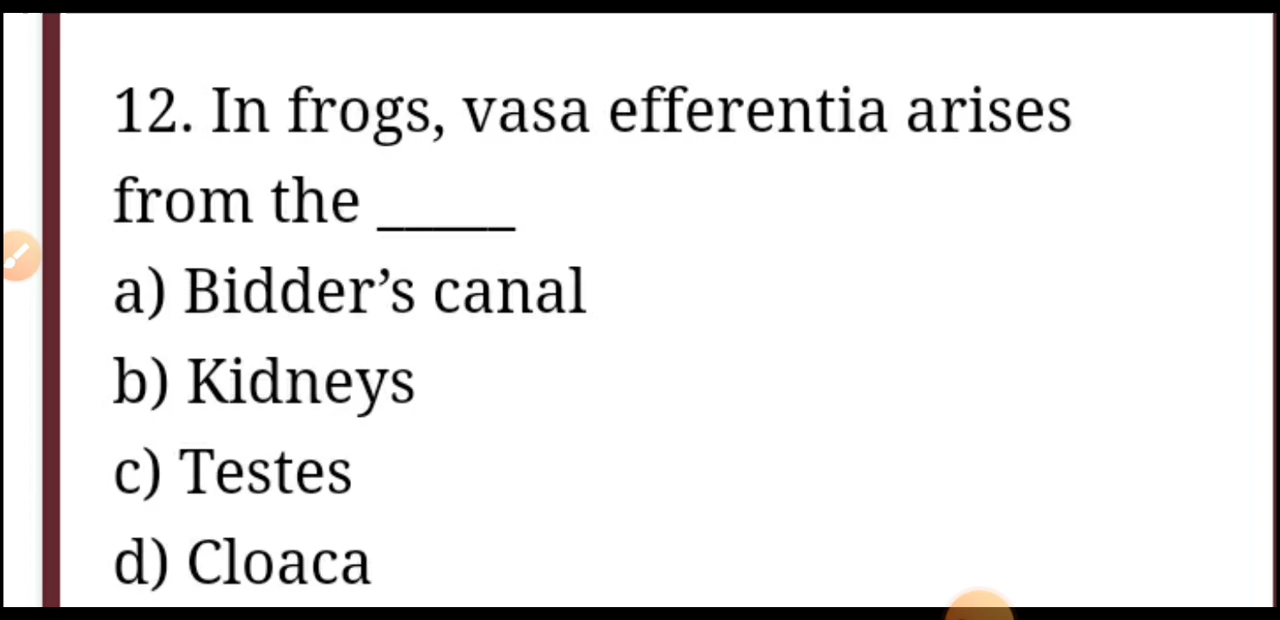 12. In frogs, vasa efferentia arises
from the _____
a) Bidder’s canal
b) Kidneys
c) Testes
d) Cloaca